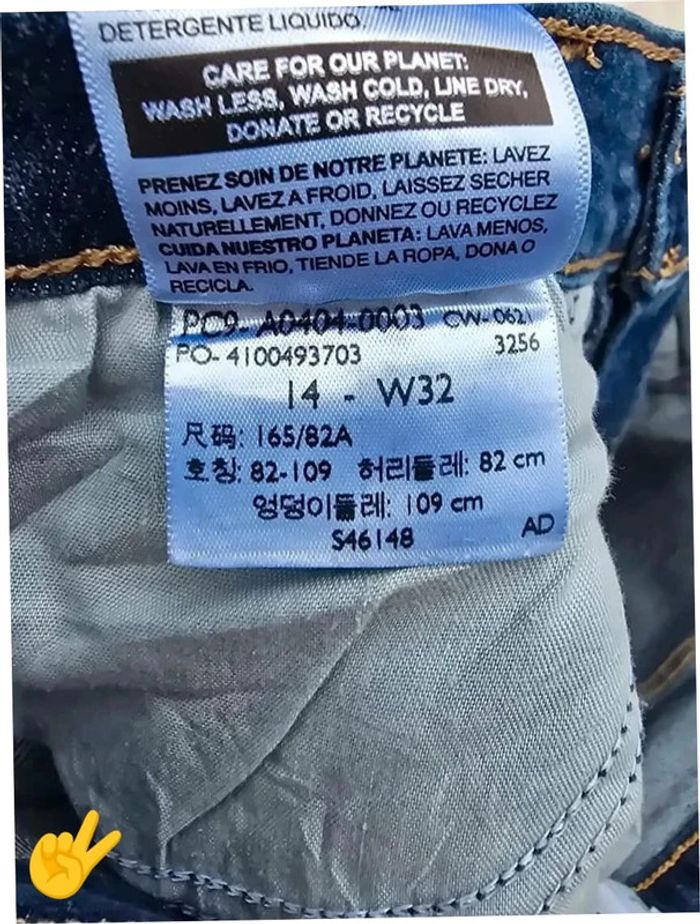 DETERGENTE LIQUIDO.
CARE FOR OUR PLANET:
WASH LESS, WASH COLD, LINE DRY,
DONATE OR RECYCLE
PRENEZ SOIN DE NOTRE PLANETE: LAVEZ
MOINS, LAVEZ A FROID, LAISSEZ SECHER
NATURELLEMENT, DONNEZ OU RECYCLEZ
CUIDA NUESTRO PLANETA: LAVA MENOS,
LAVA EN FRIO, TIENDE LA ROPA, DONA O
RECICLA.
PC9-A0404-0003 CW-0621
PO-4100493703 3256
14 - W32
尺码: 165/82A
호칭: 82-109 허리둘레: 82 cm
엉덩이둘레: 109 cm
S46148 AD